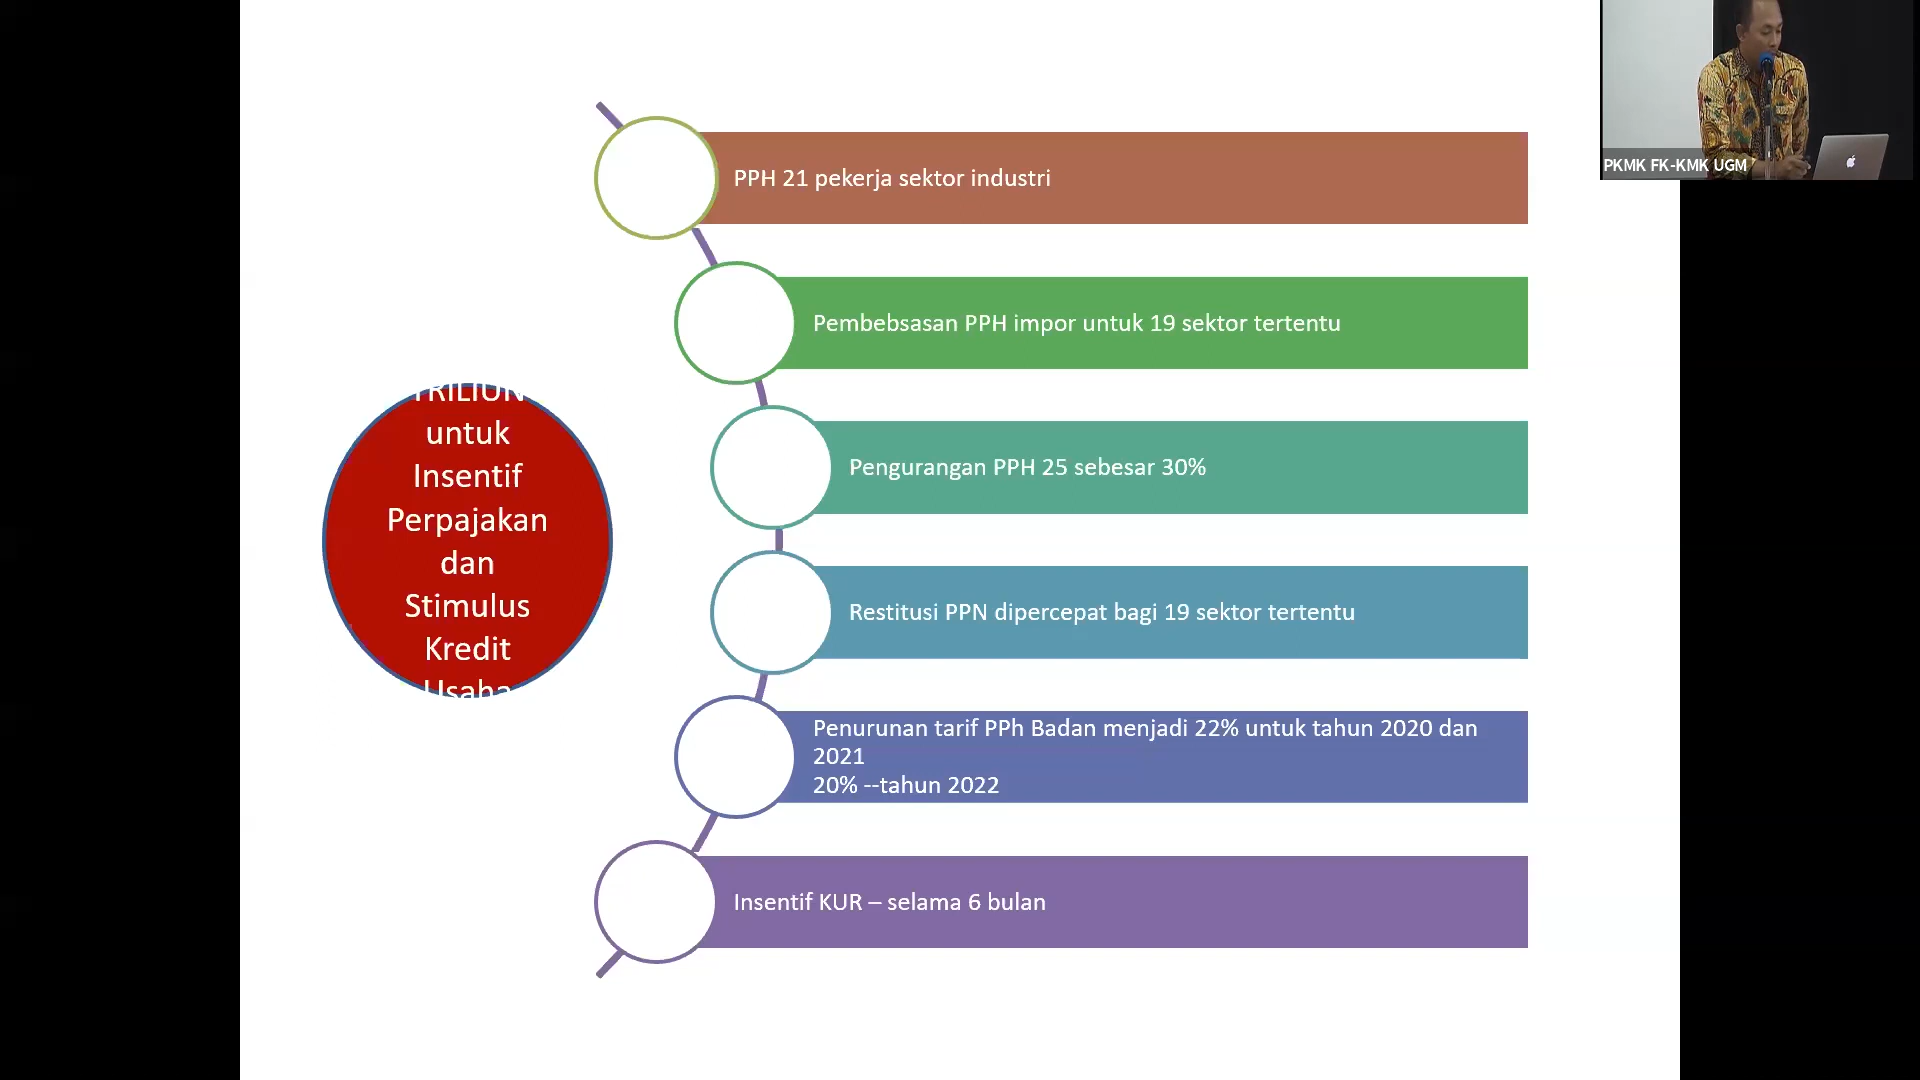 PKMK FK-KMK UGM
TRILIUN
untuk
Insentif
Perpajakan
dan
Stimulus
Kredit
Usaha
PPH 21 pekerja sektor industri
Pembebsasan PPH impor untuk 19 sektor tertentu
Pengurangan PPH 25 sebesar 30%
Restitusi PPN dipercepat bagi 19 sektor tertentu
Penurunan tarif PPh Badan menjadi 22% untuk tahun 2020 dan
2021
20% --tahun 2022
Insentif KUR – selama 6 bulan